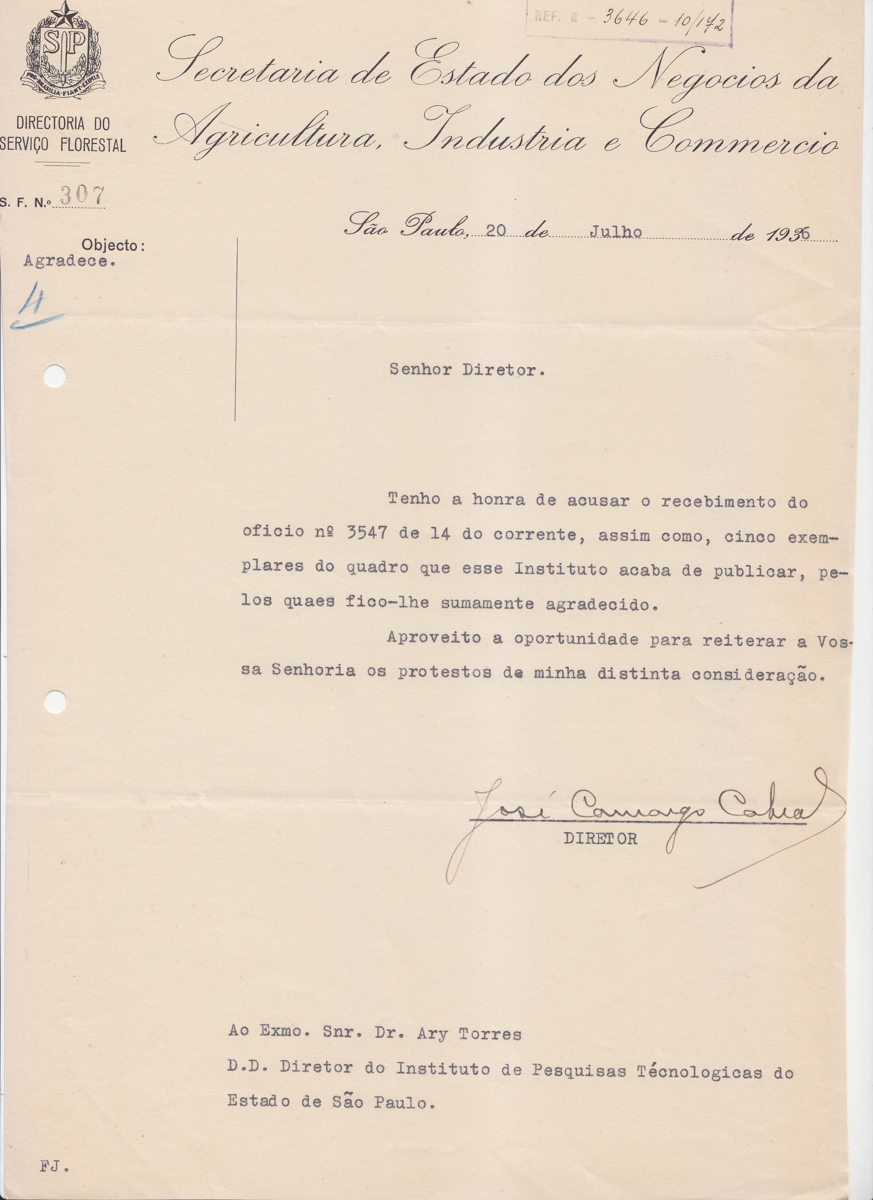 REF. 2 - 3646 - 10/172
SP
Secretaria de Estado dos Negocios da
Agricultura, Industria e Commercio
DIRECTORIA DO
SERVIÇO FLORESTAL
S. F. N.º 307
São Paulo, 20 de Julho de 1936
Objecto:
Agradece.
Senhor Diretor.
Tenho a honra de acusar o recebimento do
oficio nº 3547 de 14 do corrente, assim como, cinco exem-
plares do quadro que esse Instituto acaba de publicar, pe-
los quaes fico-lhe sumamente agradecido.
Aproveito a oportunidade para reiterar a Vos-
sa Senhoria os protestos de minha distinta consideração.
José Camargo Cabral
DIRETOR
Ao Exmo. Snr. Dr. Ary Torres
D.D. Diretor do Instituto de Pesquisas Técnologicas do
Estado de São Paulo.
FJ.